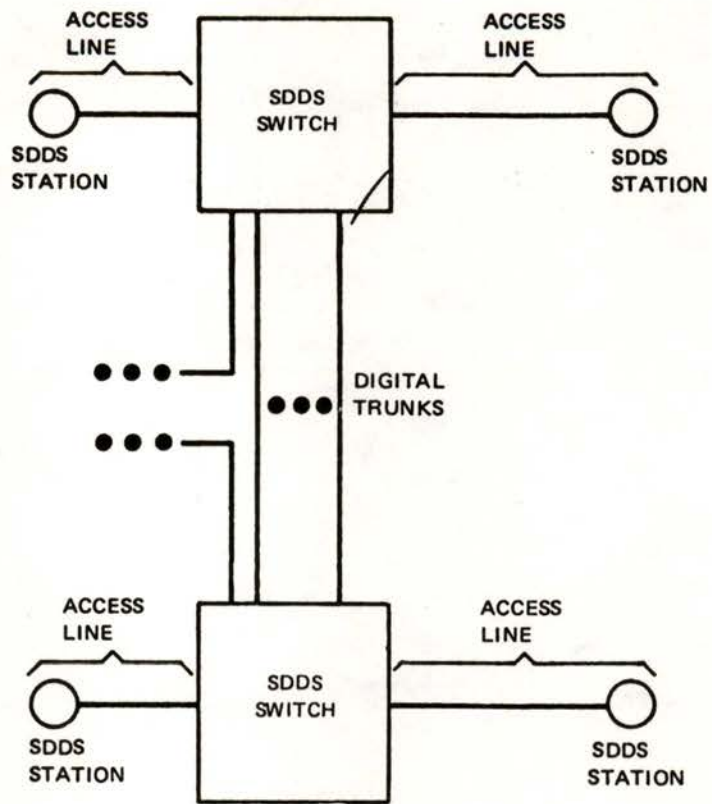 ACCESS
LINE
ACCESS
LINE
SDDS
SWITCH
SDDS
STATION
SDDS
STATION
DIGITAL
TRUNKS
ACCESS
LINE
ACCESS
LINE
SDDS
SWITCH
SDDS
STATION
SDDS
STATION